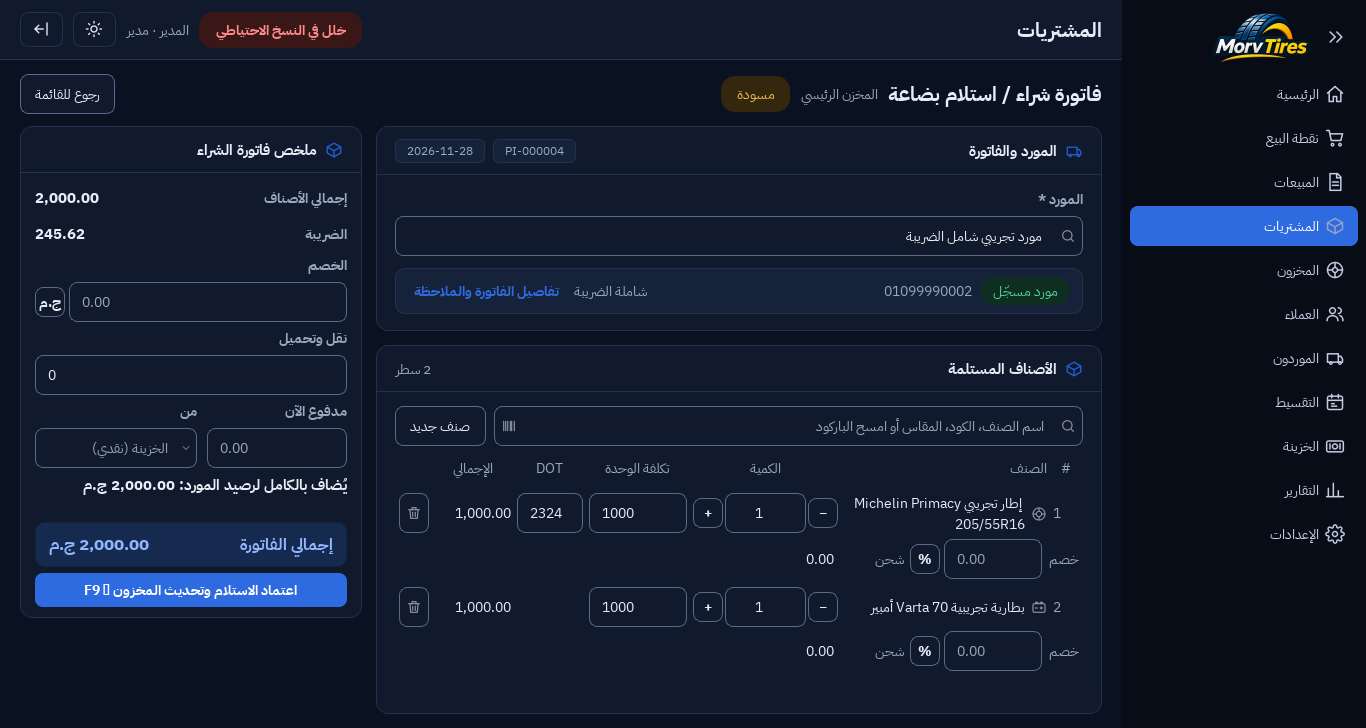 MorvTires
الرئيسية
نقطة البيع
المبيعات
المشتريات
المخزون
العملاء
الموردون
التقسيط
الخزينة
التقارير
الإعدادات
المشتريات
خلل في النسخ الاحتياطي
المدير · مدير
فاتورة شراء / استلام بضاعة
المخزن الرئيسي
مسودة
رجوع للقائمة
المورد والفاتورة
PI-000004
2026-11-28
المورد *
مورد تجريبي شامل الضريبة
مورد مسجّل
01099990002
شاملة الضريبة
تفاصيل الفاتورة والملاحظة
الأصناف المستلمة
2 سطر
اسم الصنف، الكود، المقاس أو امسح الباركود
صنف جديد
# الصنف الكمية تكلفة الوحدة DOT الإجمالي
1 إطار تجريبي Michelin Primacy
205/55R16
− 1 + 1000 2324 1,000.00
خصم 0.00 % شحن 0.00
2 بطارية تجريبية Varta 70 أمبير − 1 + 1000 1,000.00
خصم 0.00 % شحن 0.00
ملخص فاتورة الشراء
إجمالي الأصناف 2,000.00
الضريبة 245.62
الخصم
0.00 ج.م
نقل وتحميل
0
مدفوع الآن من
0.00 الخزينة (نقدي)
يُضاف بالكامل لرصيد المورد: 2,000.00 ج.م
إجمالي الفاتورة 2,000.00 ج.م
اعتماد الاستلام وتحديث المخزون F9